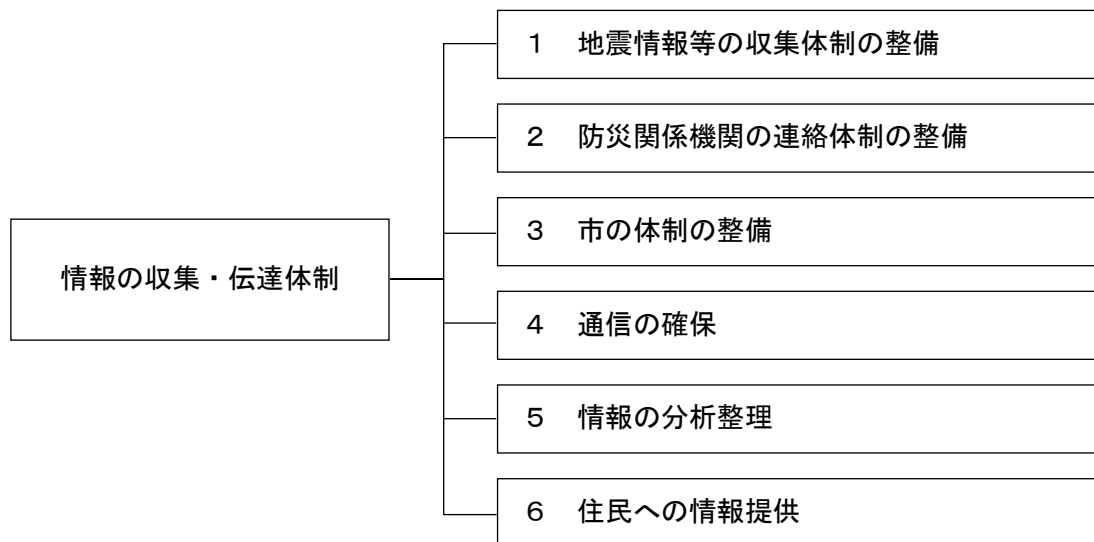 1 地震情報等の収集体制の整備
2 防災関係機関の連絡体制の整備
3 市の体制の整備
情報の収集・伝達体制
4 通信の確保
5 情報の分析整理
6 住民への情報提供